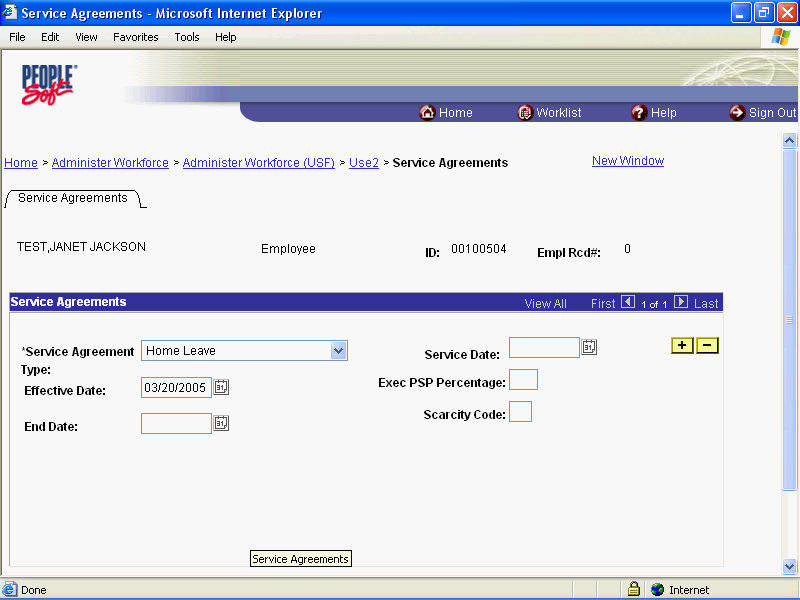 Service Agreements - Microsoft Internet Explorer
File Edit View Favorites Tools Help
PEOPLE
Soft
Home Worklist Help Sign Out
Home > Administer Workforce > Administer Workforce (USF) > Use2 > Service Agreements New Window
Service Agreements
TEST,JANET JACKSON Employee ID: 00100504 Empl Rcd#: 0
Service Agreements View All First 1 of 1 Last
*Service Agreement Type: Home Leave
Service Date: 31
+ −
Effective Date: 03/20/2005 31
Exec PSP Percentage:
End Date: 31
Scarcity Code:
Service Agreements
Done Internet